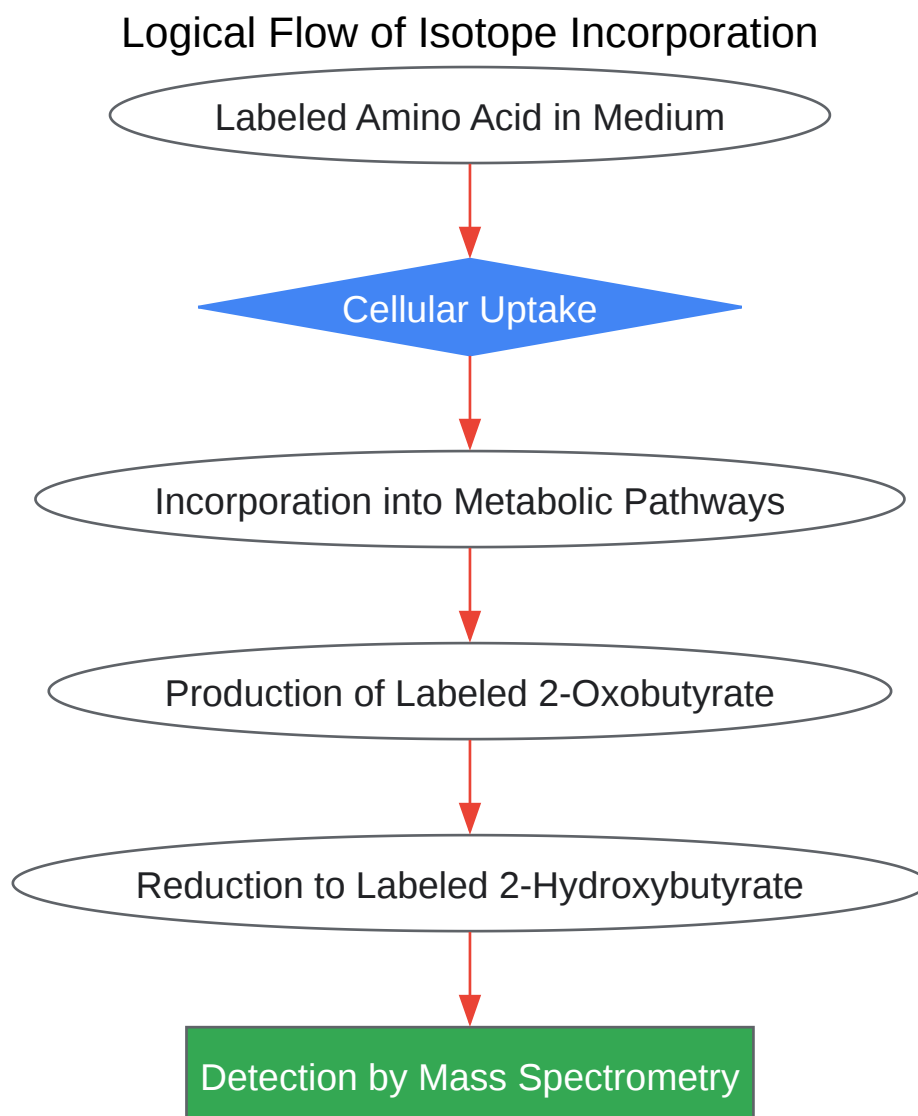 Logical Flow of Isotope Incorporation
Labeled Amino Acid in Medium
Cellular Uptake
Incorporation into Metabolic Pathways
Production of Labeled 2-Oxobutyrate
Reduction to Labeled 2-Hydroxybutyrate
Detection by Mass Spectrometry